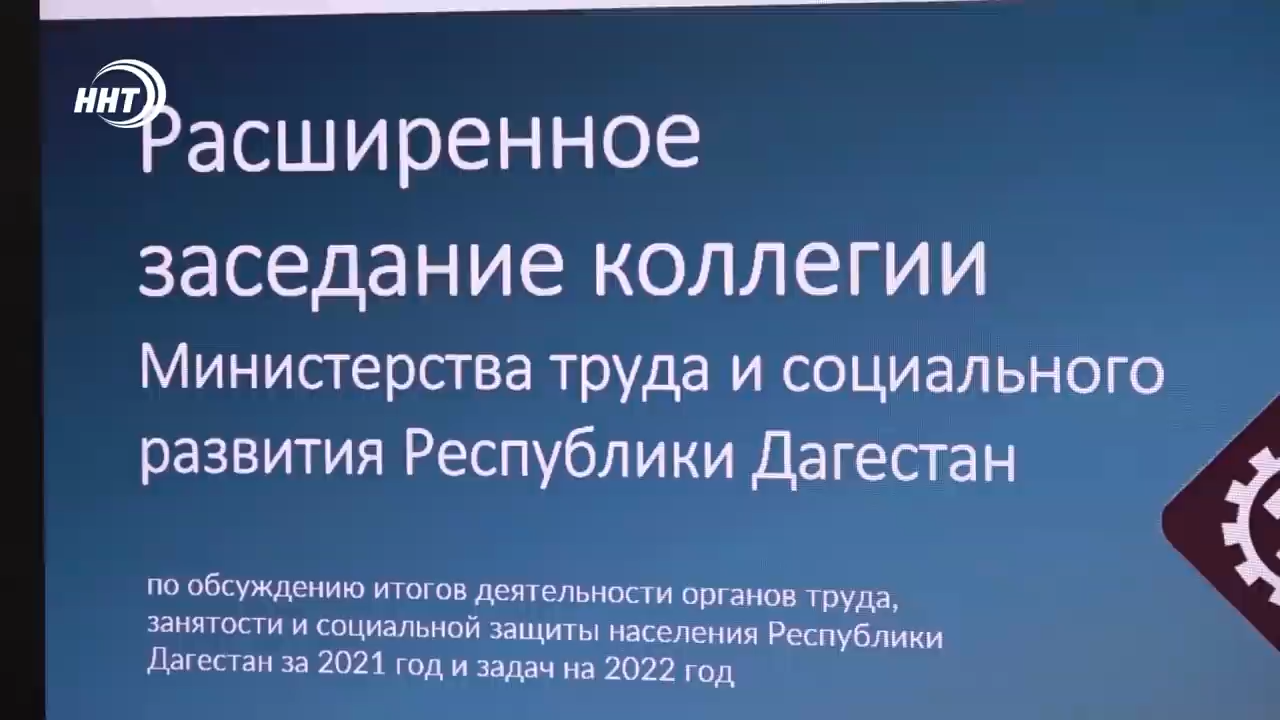 ННТ
Расширенное
заседание коллегии
Министерства труда и социального
развития Республики Дагестан
по обсуждению итогов деятельности органов труда,
занятости и социальной защиты населения Республики
Дагестан за 2021 год и задач на 2022 год